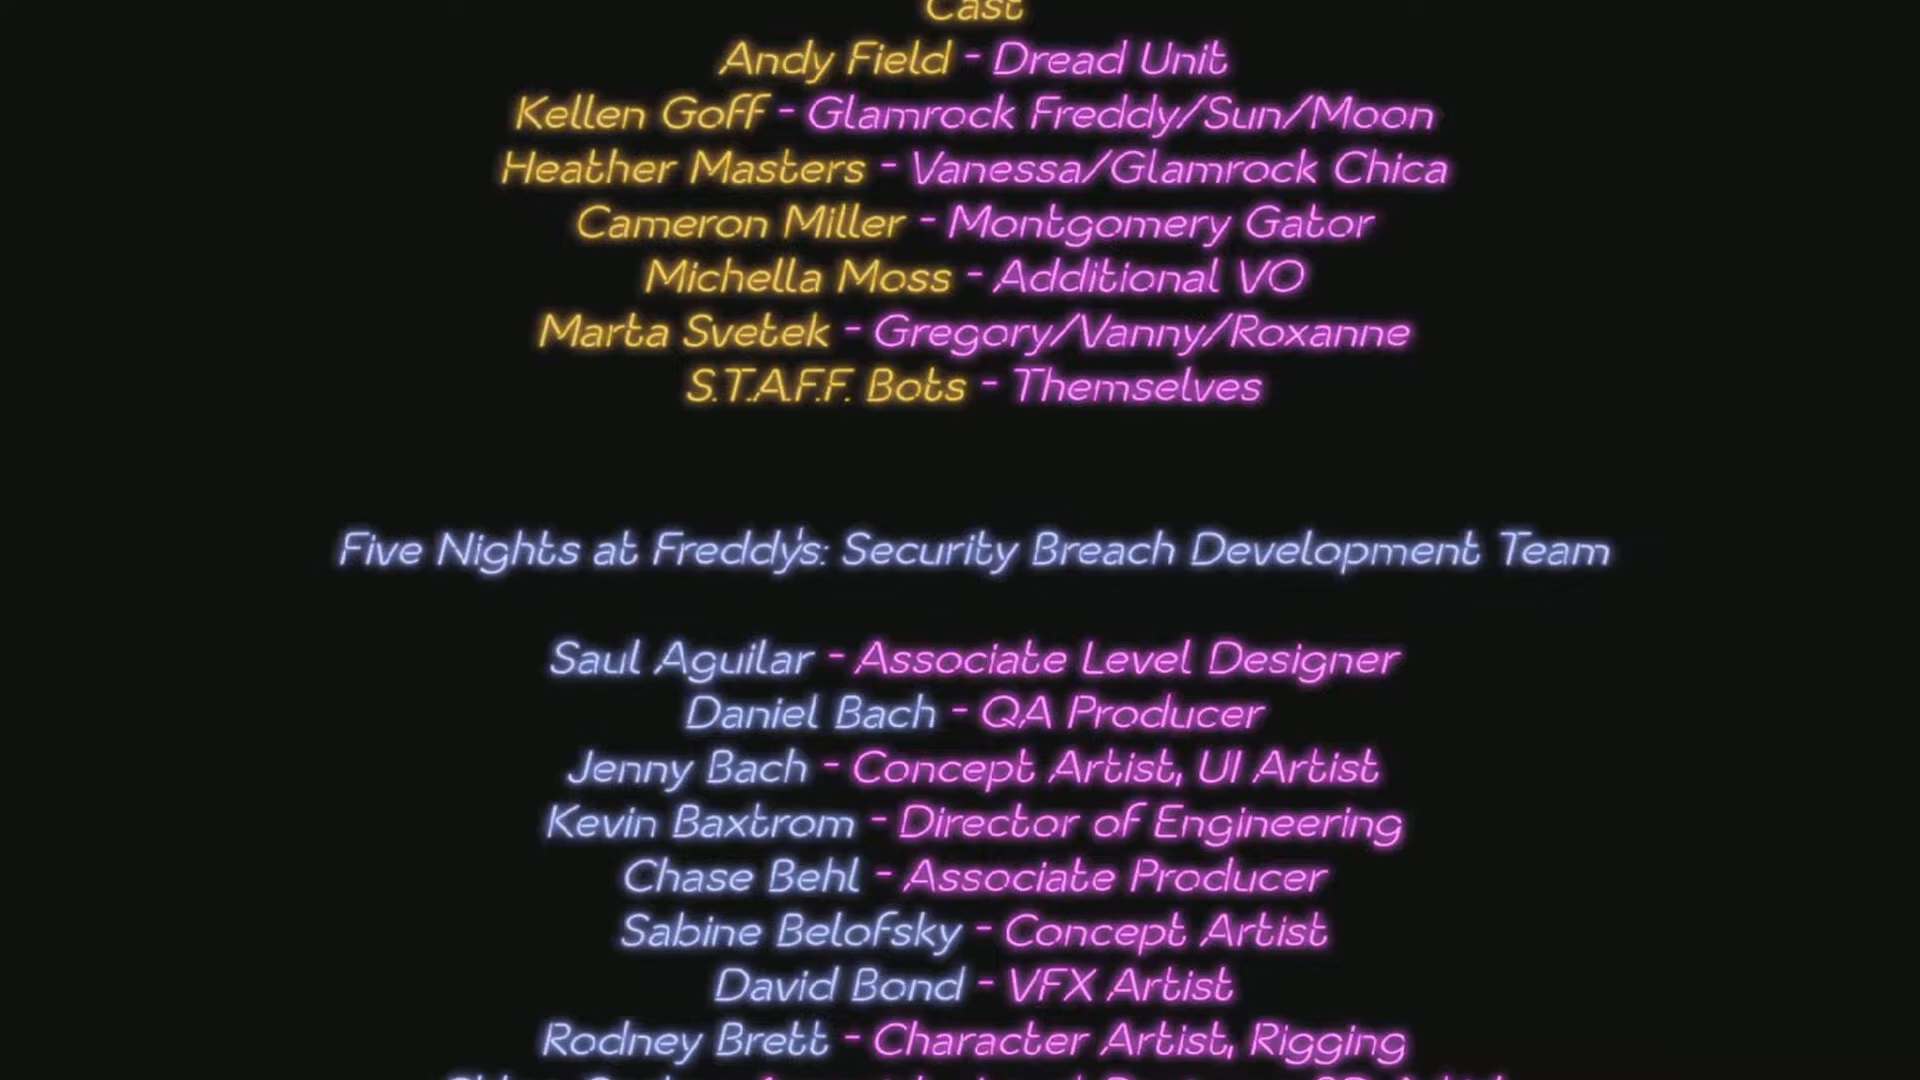 Cast
Andy Field - Dread Unit
Kellen Goff - Glamrock Freddy/Sun/Moon
Heather Masters - Vanessa/Glamrock Chica
Cameron Miller - Montgomery Gator
Michella Moss - Additional VO
Marta Svetek - Gregory/Vanny/Roxanne
S.T.A.F.F. Bots - Themselves
Five Nights at Freddy's: Security Breach Development Team
Saul Aguilar - Associate Level Designer
Daniel Bach - QA Producer
Jenny Bach - Concept Artist, UI Artist
Kevin Baxtrom - Director of Engineering
Chase Behl - Associate Producer
Sabine Belofsky - Concept Artist
David Bond - VFX Artist
Rodney Brett - Character Artist, Rigging